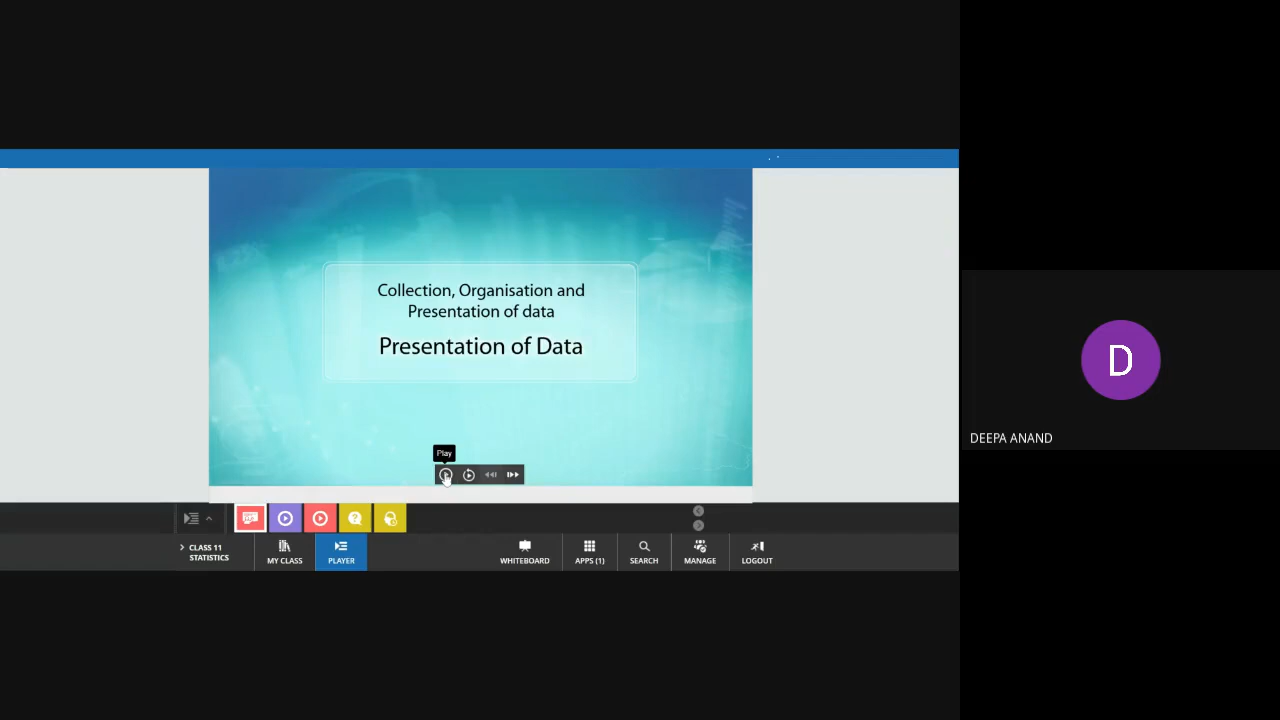 Collection, Organisation and
Presentation of data
Presentation of Data
Play
CLASS 11
STATISTICS
MY CLASS
PLAYER
WHITEBOARD
APPS (1)
SEARCH
MANAGE
LOGOUT
D
DEEPA ANAND